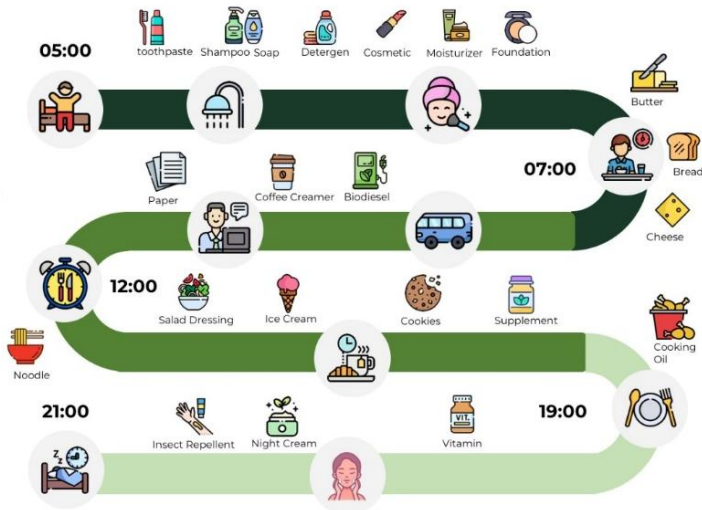 05:00
toothpaste
Shampoo Soap
Detergen
Cosmetic
Moisturizer
Foundation
Butter
Bread
Cheese
07:00
Biodiesel
Coffee Creamer
Paper
12:00
Noodle
Salad Dressing
Ice Cream
Cookies
Supplement
Cooking
Oil
19:00
VIT.
Vitamin
Night Cream
Insect Repellent
21:00
Z
Z
Z